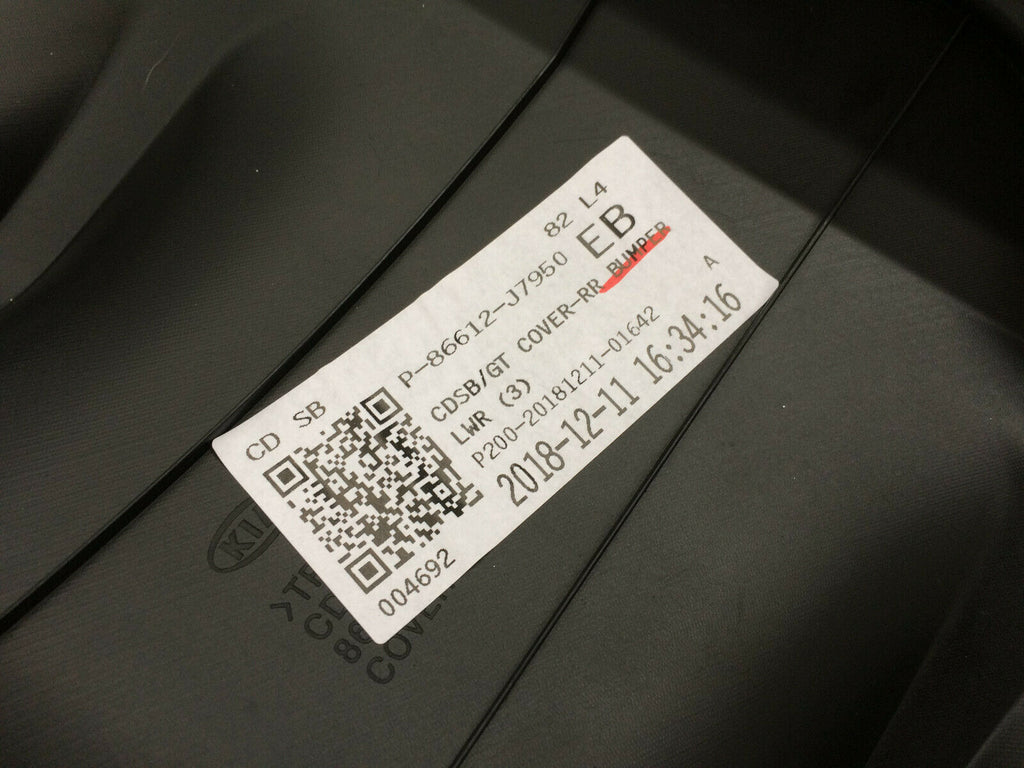 CD SB
82 L4
P-86612-J7950
EB
CDSB/GT COVER-RR BUMPER
LWR (3)
A
P200-20181211-01642
2018-12-11 16:34:16
004692